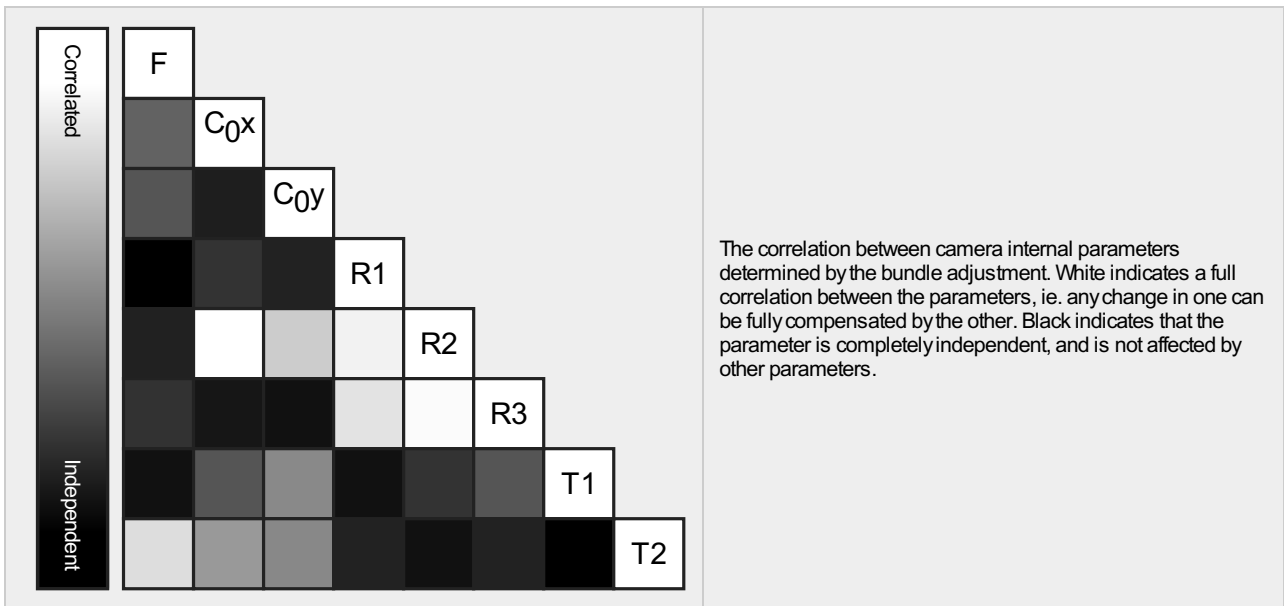 Correlated
Independent
F
C0x
C0y
R1
R2
R3
T1
T2
The correlation between camera internal parameters
determined by the bundle adjustment. White indicates a full
correlation between the parameters, ie. any change in one can
be fully compensated by the other. Black indicates that the
parameter is completely independent, and is not affected by
other parameters.